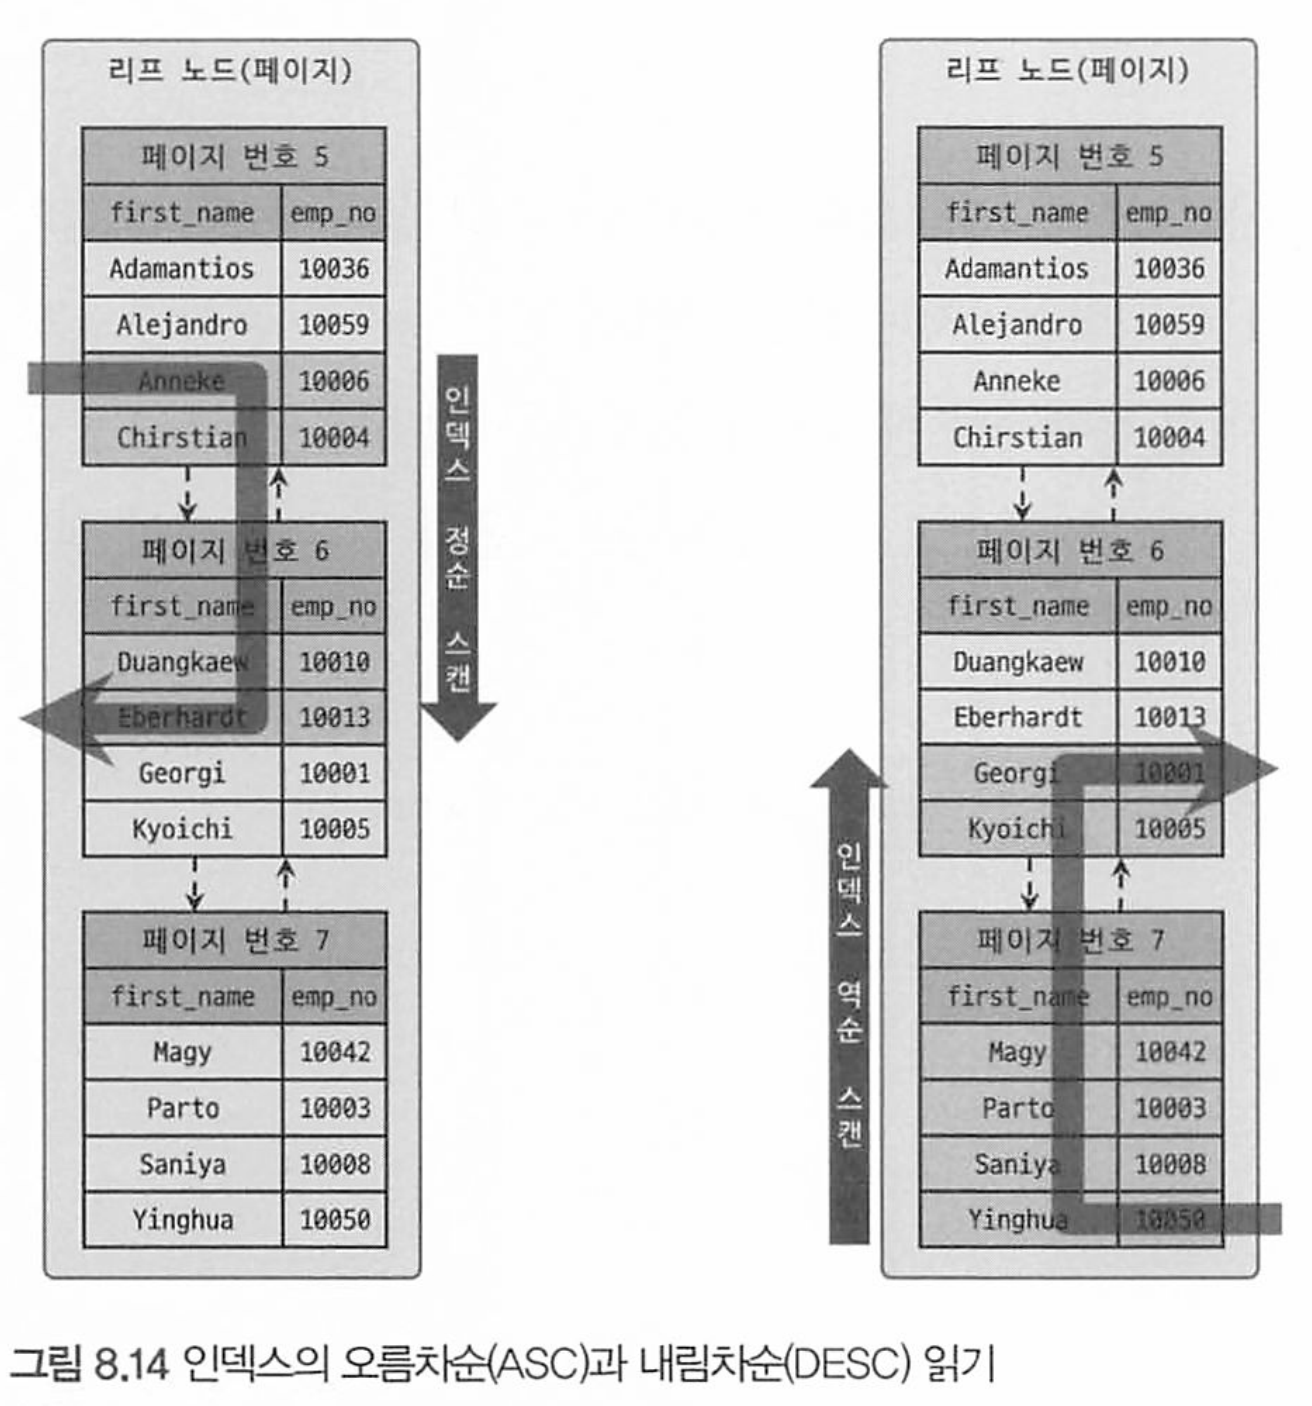 리프 노드(페이지)
페이지 번호 5
first_name emp_no
Adamantios 10036
Alejandro 10059
Anneke 10006
Chirstian 10004
페이지 번호 6
first_name emp_no
Duangkaew 10010
Eberhardt 10013
Georgi 10001
Kyoichi 10005
페이지 번호 7
first_name emp_no
Magy 10042
Parto 10003
Saniya 10008
Yinghua 10050
인덱스 정순 스캔
인덱스 역순 스캔
리프 노드(페이지)
페이지 번호 5
first_name emp_no
Adamantios 10036
Alejandro 10059
Anneke 10006
Chirstian 10004
페이지 번호 6
first_name emp_no
Duangkaew 10010
Eberhardt 10013
Georgi 10001
Kyoichi 10005
페이지 번호 7
first_name emp_no
Magy 10042
Parto 10003
Saniya 10008
Yinghua 10050
그림 8.14 인덱스의 오름차순(ASC)과 내림차순(DESC) 읽기